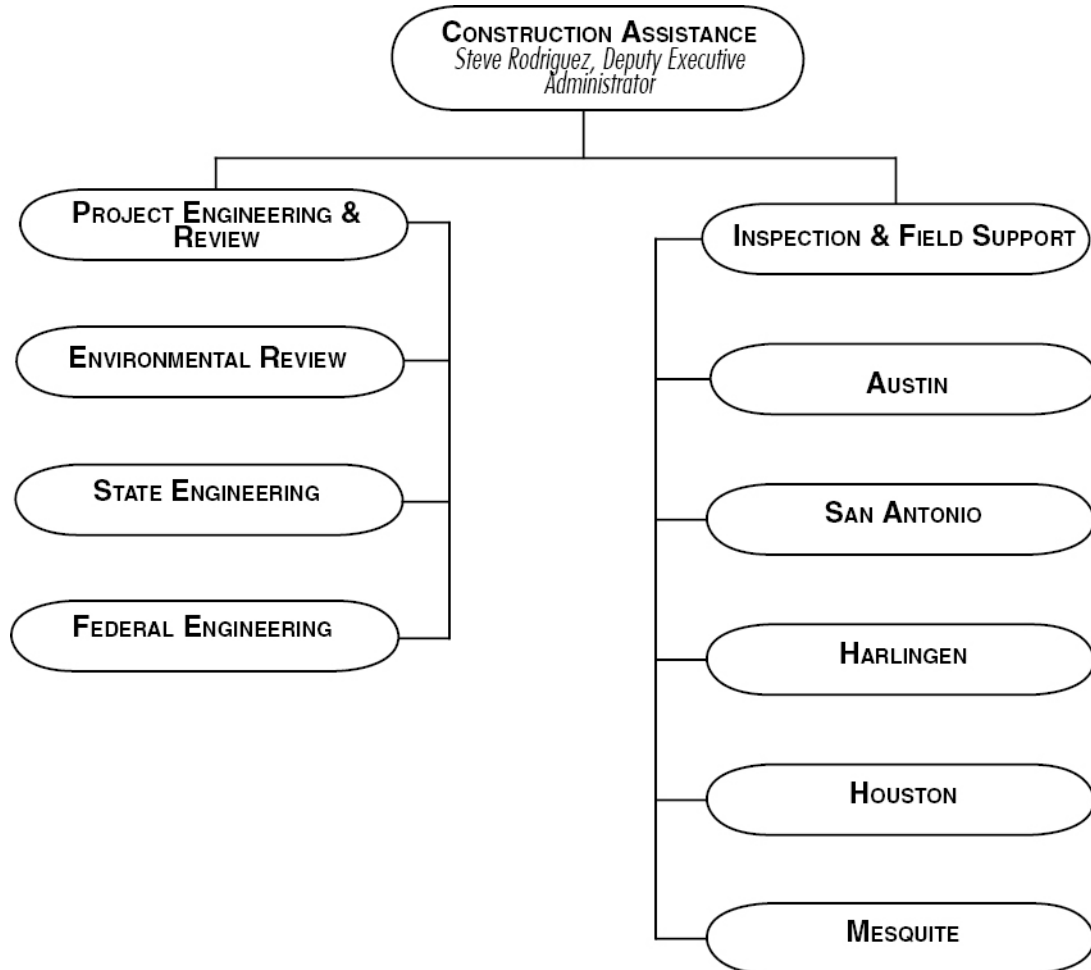 CONSTRUCTION ASSISTANCE
Steve Rodriguez, Deputy Executive
Administrator
PROJECT ENGINEERING &
REVIEW
INSPECTION & FIELD SUPPORT
ENVIRONMENTAL REVIEW
AUSTIN
STATE ENGINEERING
SAN ANTONIO
FEDERAL ENGINEERING
HARLINGEN
HOUSTON
MESQUITE